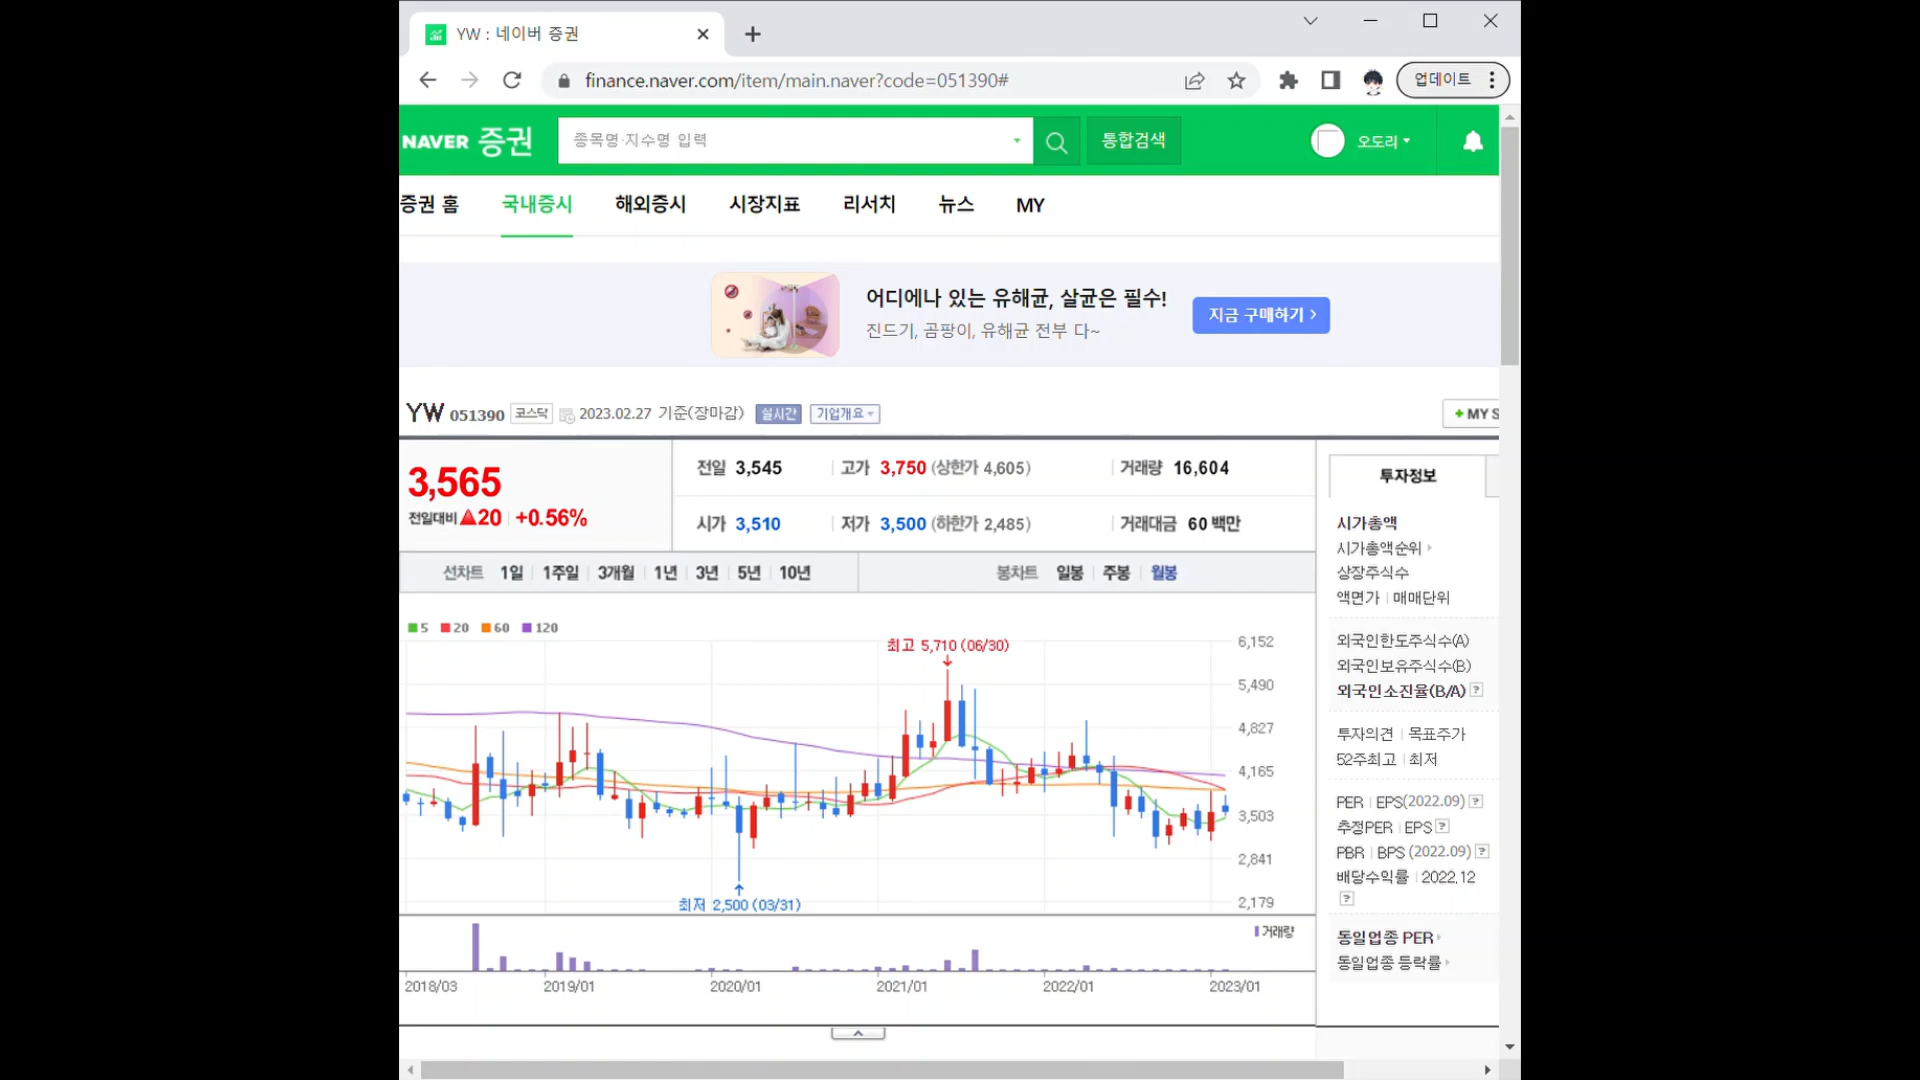 YW : 네이버 증권
finance.naver.com/item/main.naver?code=051390#
업데이트
NAVER 증권
종목명·지수명 입력
통합검색
오도리
증권 홈 국내증시 해외증시 시장지표 리서치 뉴스 MY
어디에나 있는 유해균, 살균은 필수!
진드기, 곰팡이, 유해균 전부 다~
지금 구매하기
YW 051390 코스닥 2023.02.27 기준(장마감) 실시간 기업개요
+ MY S
3,565
전일대비 ▲20 +0.56%
전일 3,545 고가 3,750 (상한가 4,605) 거래량 16,604
시가 3,510 저가 3,500 (하한가 2,485) 거래대금 60 백만
선차트 1일 1주일 3개월 1년 3년 5년 10년
봉차트 일봉 주봉 월봉
5 20 60 120
최고 5,710 (06/30)
6,152
5,490
4,827
4,165
3,503
2,841
2,179
최저 2,500 (03/31)
거래량
2018/03 2019/01 2020/01 2021/01 2022/01 2023/01
투자정보
시가총액
시가총액순위
상장주식수
액면가 매매단위
외국인한도주식수(A)
외국인보유주식수(B)
외국인소진율(B/A) ?
투자의견 목표주가
52주최고 최저
PER EPS(2022.09) ?
추정PER EPS ?
PBR BPS (2022.09) ?
배당수익률 2022.12
?
동일업종 PER
동일업종 등락률